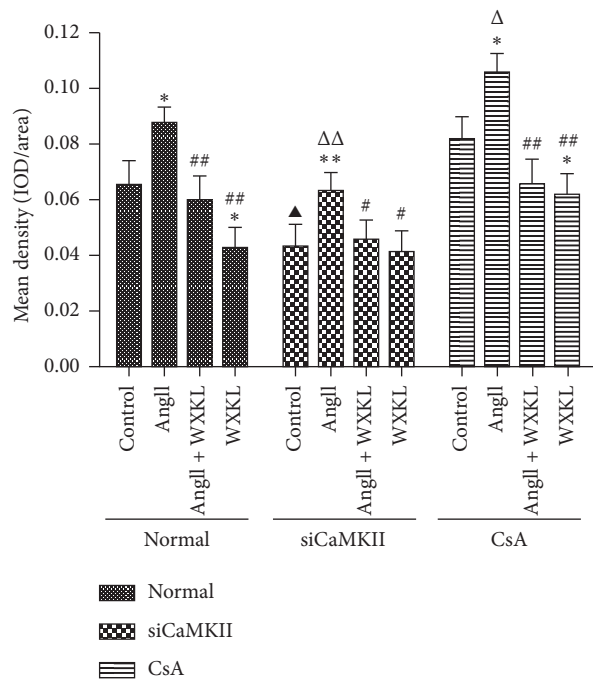 Mean density (IOD/area)
0.12
0.10
0.08
0.06
0.04
0.02
0.00
*
##
##
*
▲
ΔΔ
**
#
#
Δ
*
##
##
*
Control
AngII
AngII + WXKL
WXKL
Control
AngII
AngII + WXKL
WXKL
Control
AngII
AngII + WXKL
WXKL
Normal
siCaMKII
CsA
Normal
siCaMKII
CsA